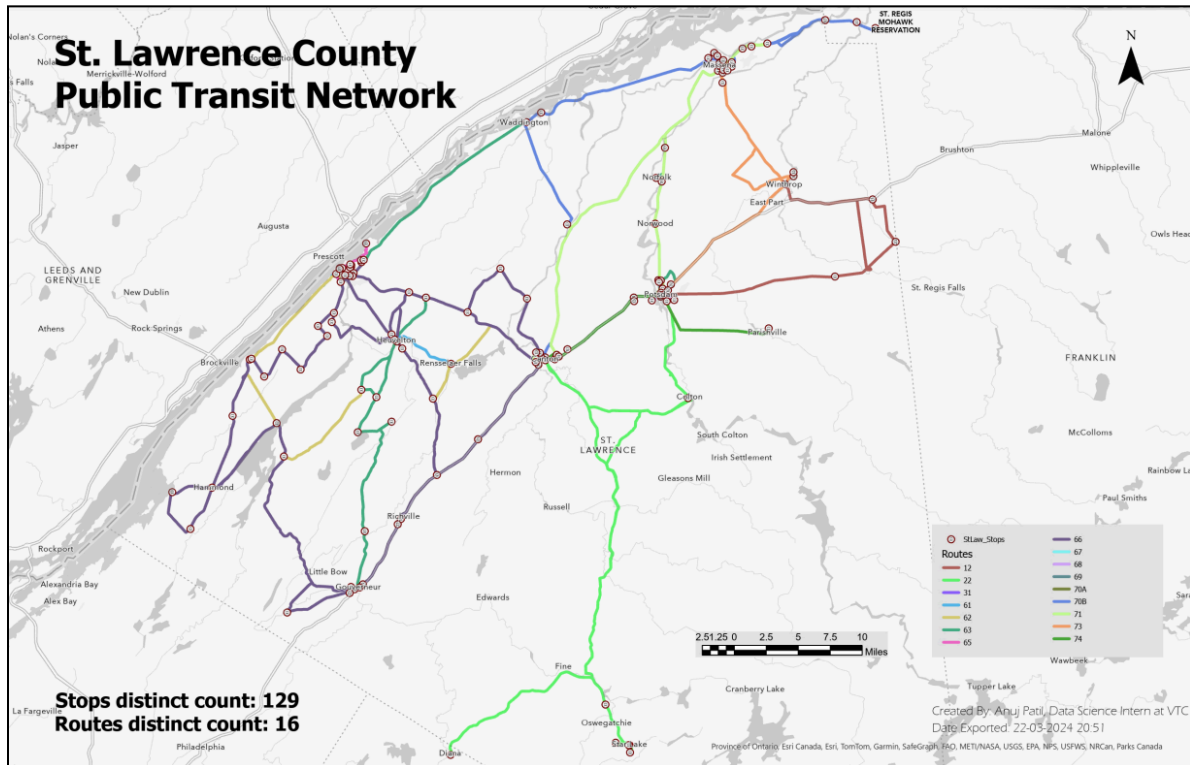 St. Lawrence County
Public Transit Network
ST. REGIS
MOHAWK
RESERVATION
N
Nolan's Corners
Merrickville-Wolford
Jasper
Waddington
Malone
Brushton
Whippleville
Norfolk
Winthrop
East Part
Augusta
Norwood
Owls Head
Prescott
LEEDS AND
GRENVILLE
New Dublin
Potsdam
St. Regis Falls
Athens
Rock Springs
Heuvelton
Parishville
Brockville
Rensselaer Falls
FRANKLIN
Colton
McColloms
ST.
LAWRENCE
South Colton
Irish Settlement
Hermon
Gleasons Mill
Hammond
Russell
Paul Smiths
Richville
Rockport
Little Bow
Alexandria Bay
Alex Bay
Gouverneur
Edwards
StLaw_Stops
Routes
12
22
31
61
62
63
65
66
67
68
69
70A
70B
71
73
74
2.5 1.25 0 2.5 5 7.5 10
Miles
Wawbeek
Fine
Cranberry Lake
Tupper Lake
Stops distinct count: 129
Routes distinct count: 16
La Fargeville
Philadelphia
Oswegatchie
Star Lake
Diana
Created By: Anuj Patil, Data Science Intern at VTC
Date Exported: 22-03-2024 20:51
Province of Ontario, Esri Canada, Esri, TomTom, Garmin, SafeGraph, FAO, METI/NASA, USGS, EPA, NPS, USFWS, NRCan, Parks Canada